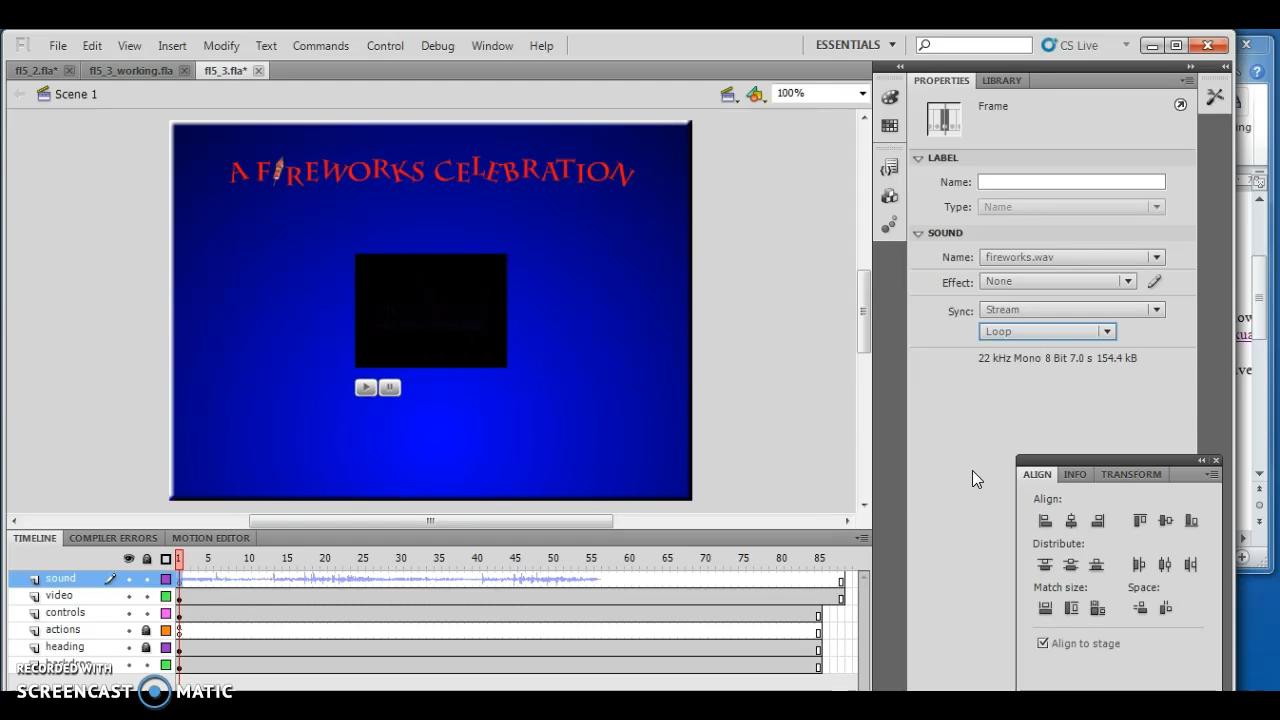 Fl File Edit View Insert Modify Text Commands Control Debug Window Help ESSENTIALS CS Live
fl5_2.fla* fl5_3_working.fla fl5_3.fla*
PROPERTIES LIBRARY
Scene 1 100%
Frame
A FIREWORKS CELEBRATION
LABEL
Name:
Type: Name
SOUND
Name: fireworks.wav
Effect: None
Sync: Stream
Loop
22 kHz Mono 8 Bit 7.0 s 154.4 kB
ALIGN INFO TRANSFORM
Align:
Distribute:
Match size: Space:
Align to stage
TIMELINE COMPILER ERRORS MOTION EDITOR
1 5 10 15 20 25 30 35 40 45 50 55 60 65 70 75 80 85
sound
video
controls
actions
heading
RECORDED WITH
SCREENCAST MATIC